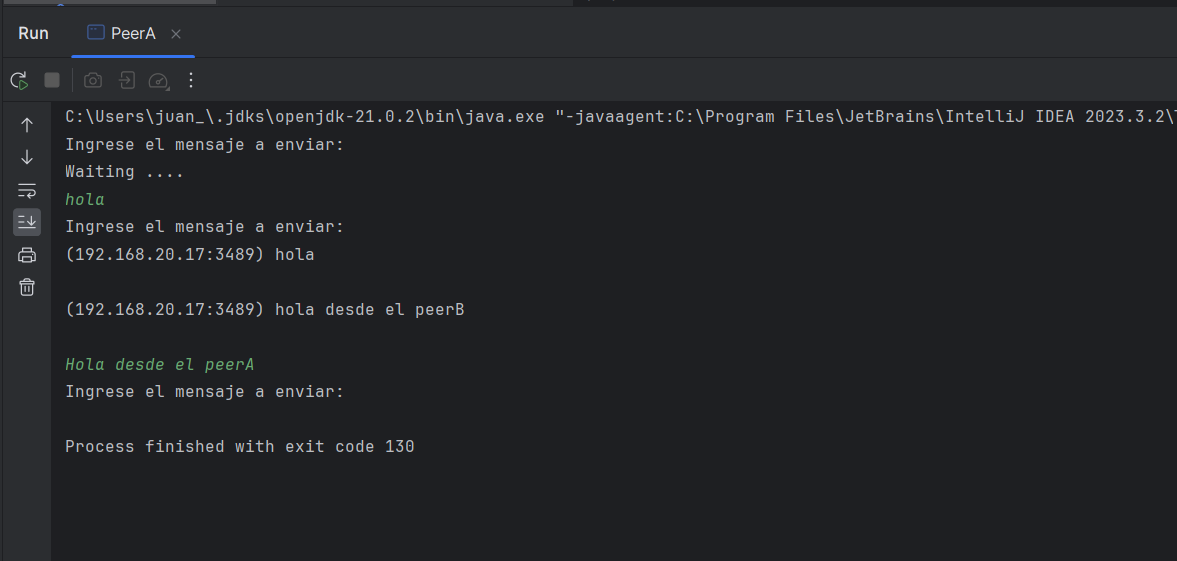 Run
PeerA
C:\Users\juan_\.jdks\openjdk-21.0.2\bin\java.exe "-javaagent:C:\Program Files\JetBrains\IntelliJ IDEA 2023.3.2\
Ingrese el mensaje a enviar:
Waiting ....
hola
Ingrese el mensaje a enviar:
(192.168.20.17:3489) hola
(192.168.20.17:3489) hola desde el peerB
Hola desde el peerA
Ingrese el mensaje a enviar:
Process finished with exit code 130